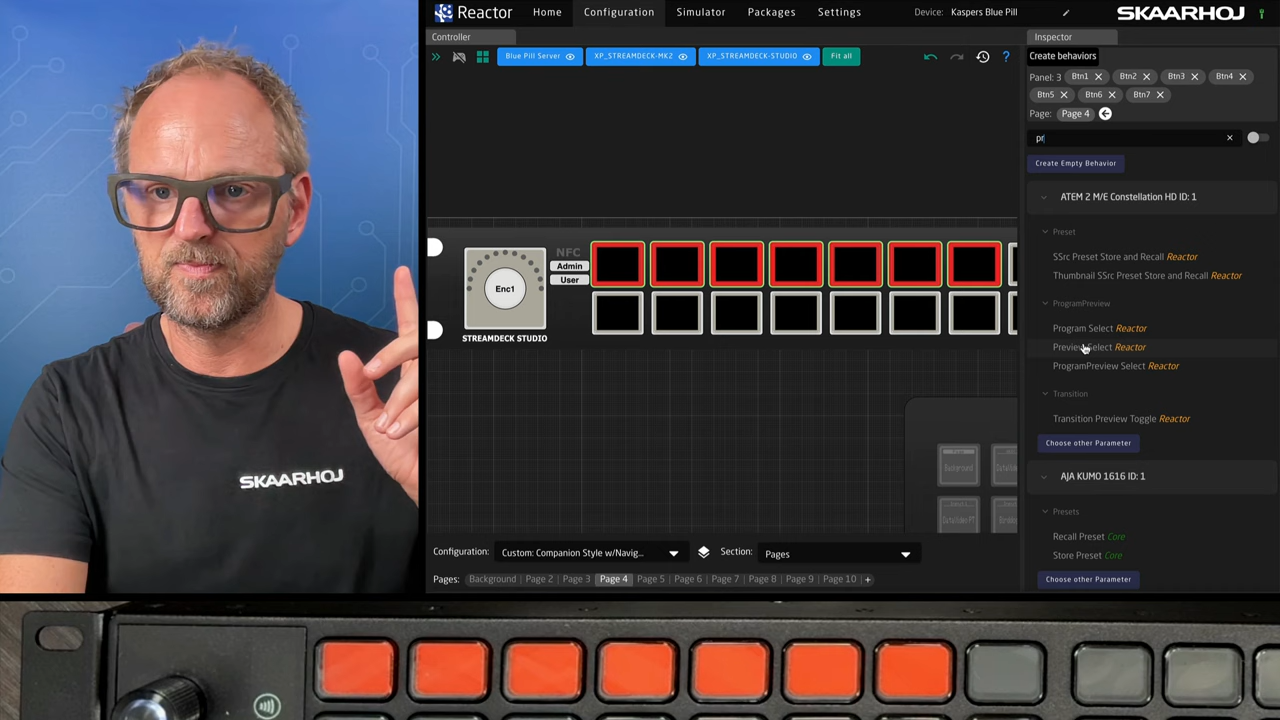 Reactor
Home
Configuration
Simulator
Packages
Settings
Device: Kaspers Blue Pill
SKAARHOJ
Controller
Inspector
Blue Pill Server
XP_STREAMDECK-MK2
XP_STREAMDECK-STUDIO
Fit all
?
Create behaviors
Panel: 3
Btn1
Btn2
Btn3
Btn4
Btn5
Btn6
Btn7
Page: Page 4
pr
Create Empty Behavior
ATEM 2 M/E Constellation HD ID: 1
Preset
SSrc Preset Store and Recall Reactor
Thumbnail SSrc Preset Store and Recall Reactor
ProgramPreview
Program Select Reactor
Preview Select Reactor
ProgramPreview Select Reactor
Transition
Transition Preview Toggle Reactor
Choose other Parameter
AJA KUMO 1616 ID: 1
Presets
Recall Preset Core
Store Preset Core
Choose other Parameter
NFC
Admin
User
Enc1
STREAMDECK STUDIO
Background
Configuration: Custom: Companion Style w/Navig...
Section: Pages
Pages: Background | Page 2 | Page 3 | Page 4 | Page 5 | Page 6 | Page 7 | Page 8 | Page 9 | Page 10 | +
SKAARHOJ